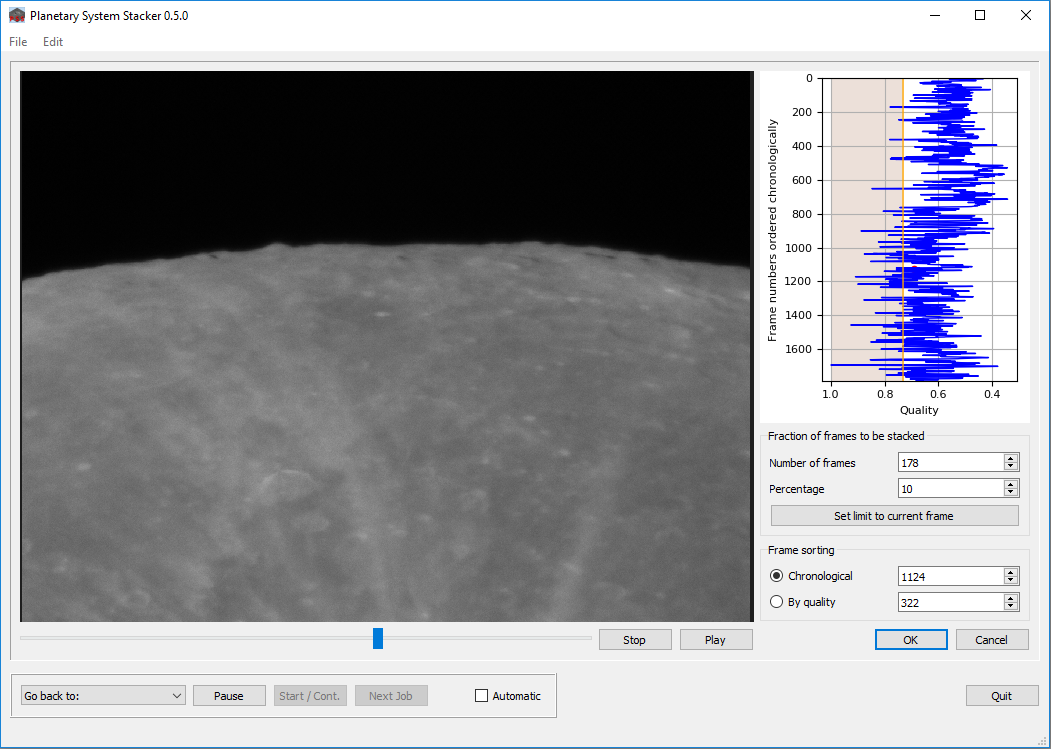 Planetary System Stacker 0.5.0
File Edit
0
200
400
600
800
1000
1200
1400
1600
Frame numbers ordered chronologically
1.0 0.8 0.6 0.4
Quality
Fraction of frames to be stacked
Number of frames 178
Percentage 10
Set limit to current frame
Frame sorting
Chronological 1124
By quality 322
Stop Play OK Cancel
Go back to: Pause Start / Cont. Next Job Automatic Quit